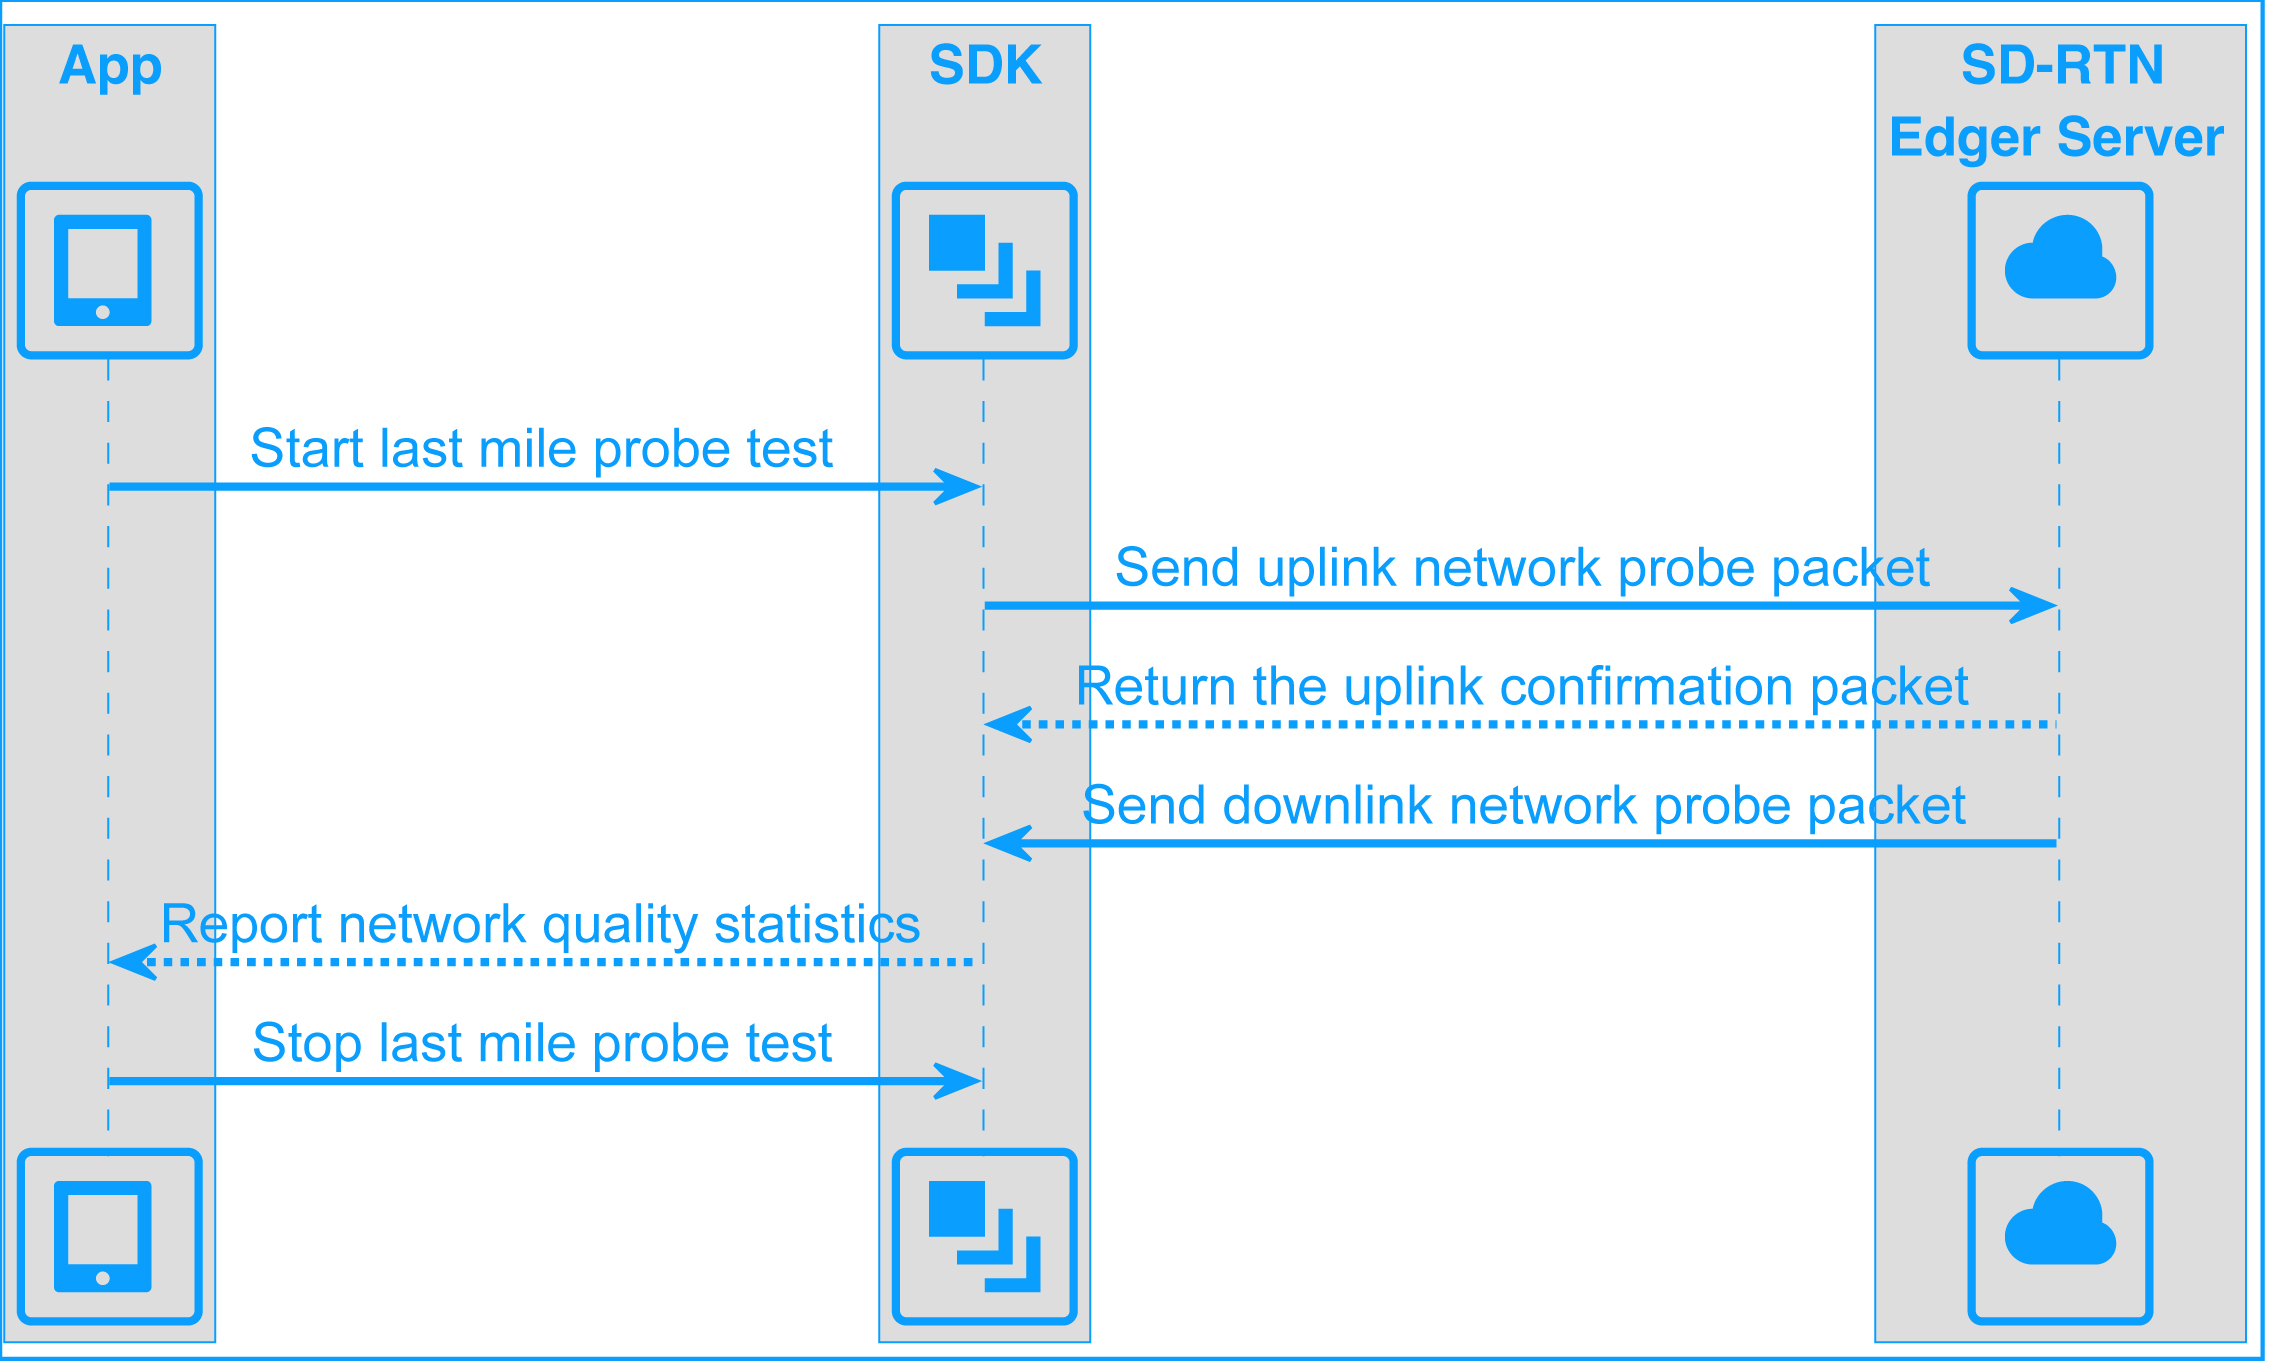 App
SDK
SD-RTN
Edger Server
Start last mile probe test
Send uplink network probe packet
Return the uplink confirmation packet
Send downlink network probe packet
Report network quality statistics
Stop last mile probe test